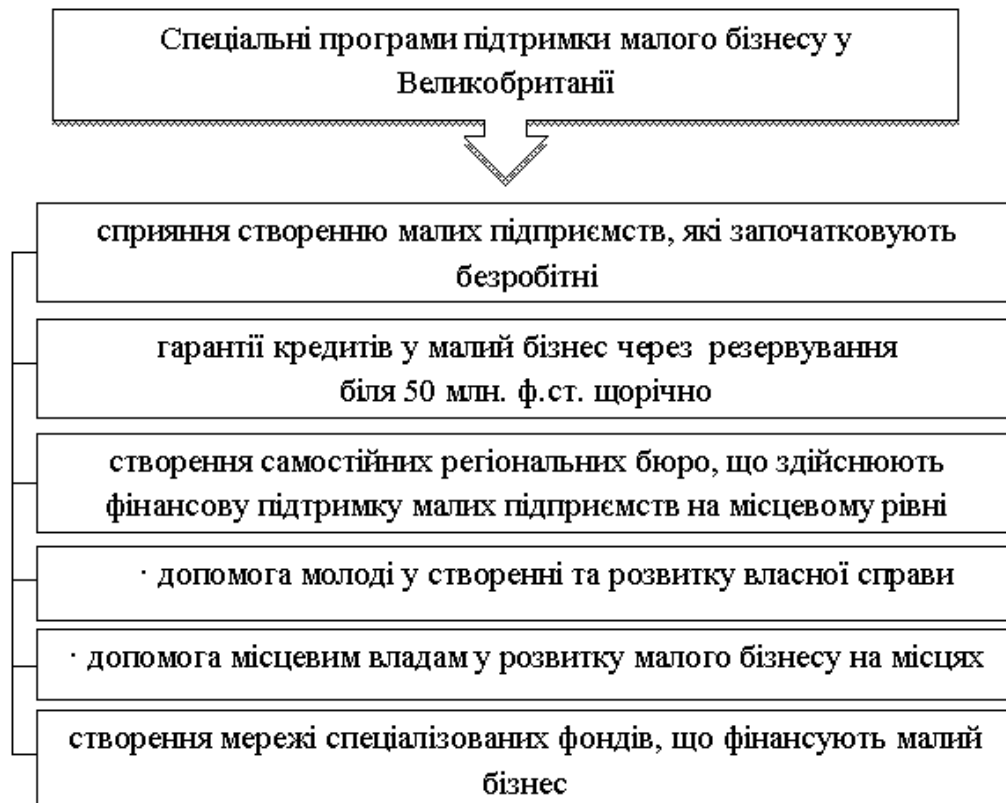 Спеціальні програми підтримки малого бізнесу у
Великобританії
сприяння створенню малих підприємств, які започатковують
безробітні
гарантії кредитів у малий бізнес через резервування
біля 50 млн. ф.ст. щорічно
створення самостійних регіональних бюро, що здійснюють
фінансову підтримку малих підприємств на місцевому рівні
· допомога молоді у створенні та розвитку власної справи
· допомога місцевим владам у розвитку малого бізнесу на місцях
створення мережі спеціалізованих фондів, що фінансують малий
бізнес